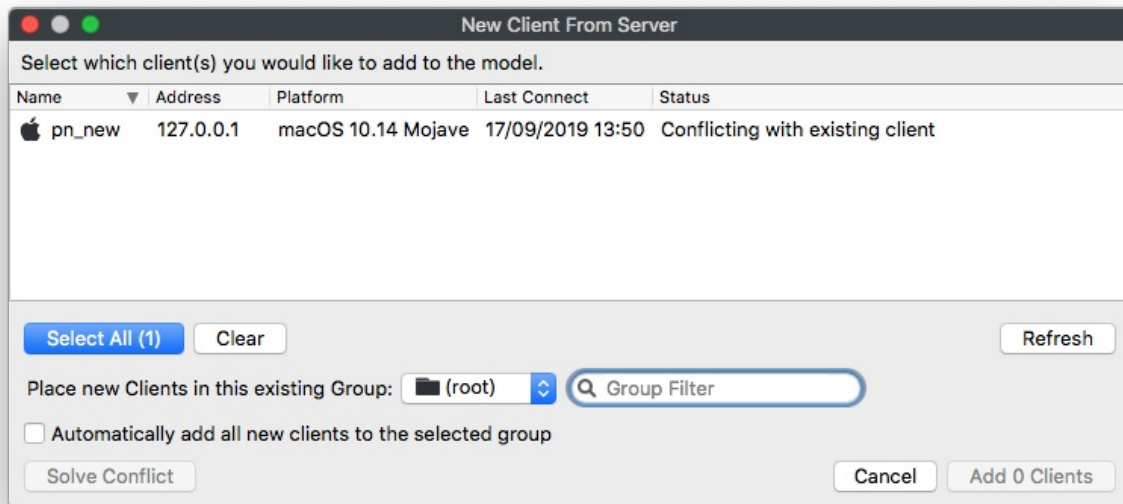 New Client From Server
Select which client(s) you would like to add to the model.
Name Address Platform Last Connect Status
pn_new 127.0.0.1 macOS 10.14 Mojave 17/09/2019 13:50 Conflicting with existing client
Select All (1) Clear Refresh
Place new Clients in this existing Group: (root) Group Filter
Automatically add all new clients to the selected group
Solve Conflict Cancel Add 0 Clients